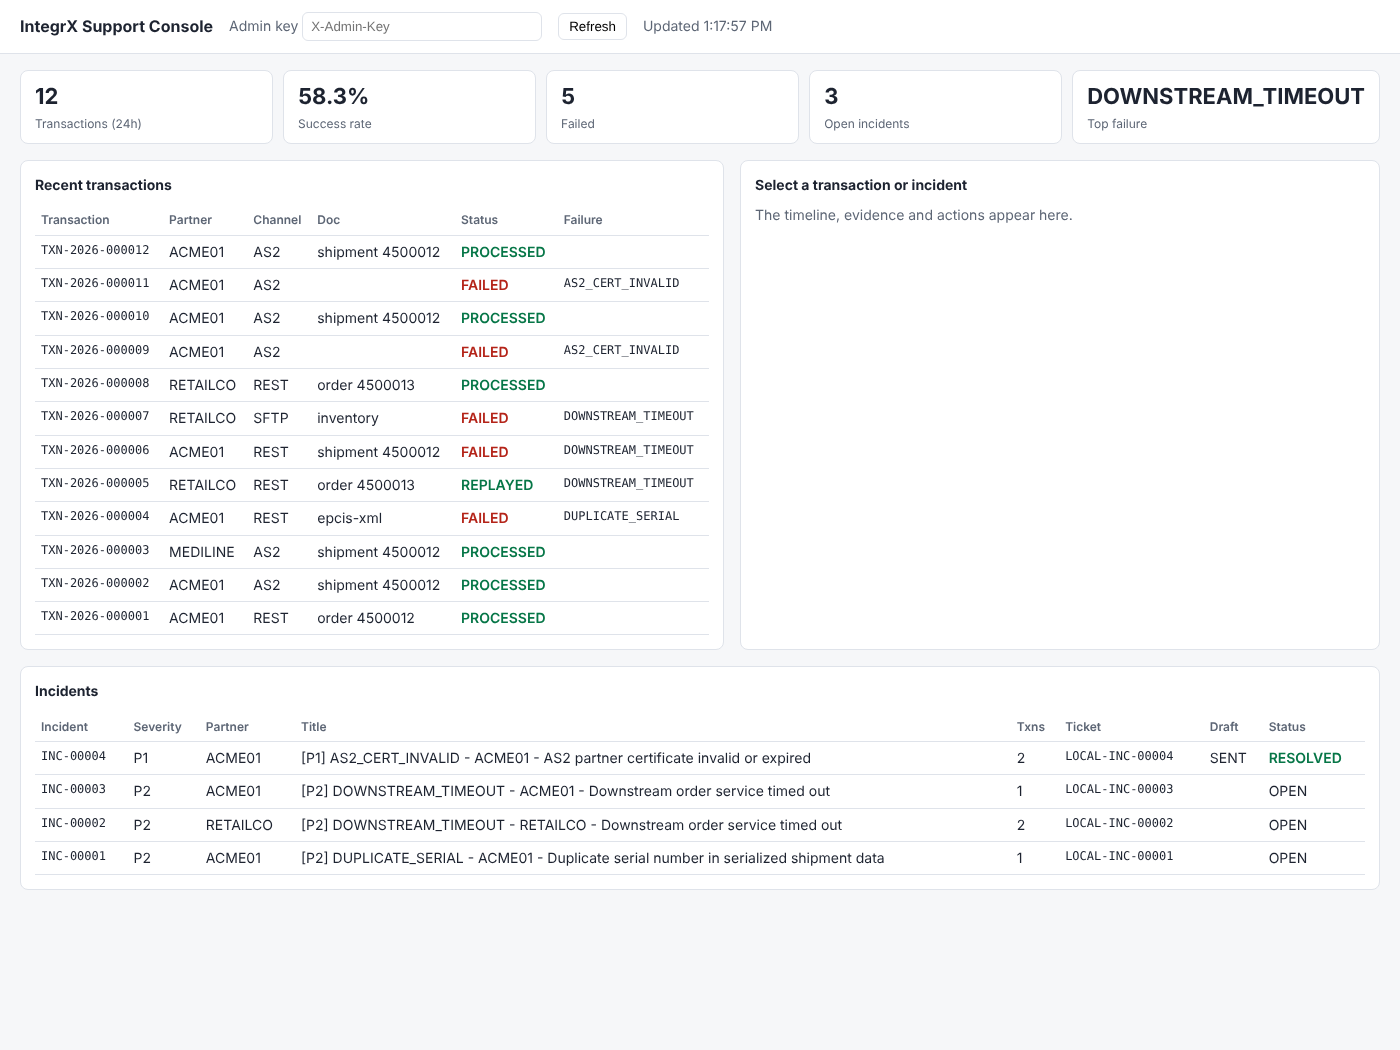 IntegrX Support Console Admin key X-Admin-Key Refresh Updated 1:17:57 PM
12
Transactions (24h)
58.3%
Success rate
5
Failed
3
Open incidents
DOWNSTREAM_TIMEOUT
Top failure
Recent transactions
Transaction Partner Channel Doc Status Failure
TXN-2026-000012 ACME01 AS2 shipment 4500012 PROCESSED
TXN-2026-000011 ACME01 AS2 FAILED AS2_CERT_INVALID
TXN-2026-000010 ACME01 AS2 shipment 4500012 PROCESSED
TXN-2026-000009 ACME01 AS2 FAILED AS2_CERT_INVALID
TXN-2026-000008 RETAILCO REST order 4500013 PROCESSED
TXN-2026-000007 RETAILCO SFTP inventory FAILED DOWNSTREAM_TIMEOUT
TXN-2026-000006 ACME01 REST shipment 4500012 FAILED DOWNSTREAM_TIMEOUT
TXN-2026-000005 RETAILCO REST order 4500013 REPLAYED DOWNSTREAM_TIMEOUT
TXN-2026-000004 ACME01 REST epcis-xml FAILED DUPLICATE_SERIAL
TXN-2026-000003 MEDILINE AS2 shipment 4500012 PROCESSED
TXN-2026-000002 ACME01 AS2 shipment 4500012 PROCESSED
TXN-2026-000001 ACME01 REST order 4500012 PROCESSED
Select a transaction or incident
The timeline, evidence and actions appear here.
Incidents
Incident Severity Partner Title Txns Ticket Draft Status
INC-00004 P1 ACME01 [P1] AS2_CERT_INVALID - ACME01 - AS2 partner certificate invalid or expired 2 LOCAL-INC-00004 SENT RESOLVED
INC-00003 P2 ACME01 [P2] DOWNSTREAM_TIMEOUT - ACME01 - Downstream order service timed out 1 LOCAL-INC-00003 OPEN
INC-00002 P2 RETAILCO [P2] DOWNSTREAM_TIMEOUT - RETAILCO - Downstream order service timed out 2 LOCAL-INC-00002 OPEN
INC-00001 P2 ACME01 [P2] DUPLICATE_SERIAL - ACME01 - Duplicate serial number in serialized shipment data 1 LOCAL-INC-00001 OPEN